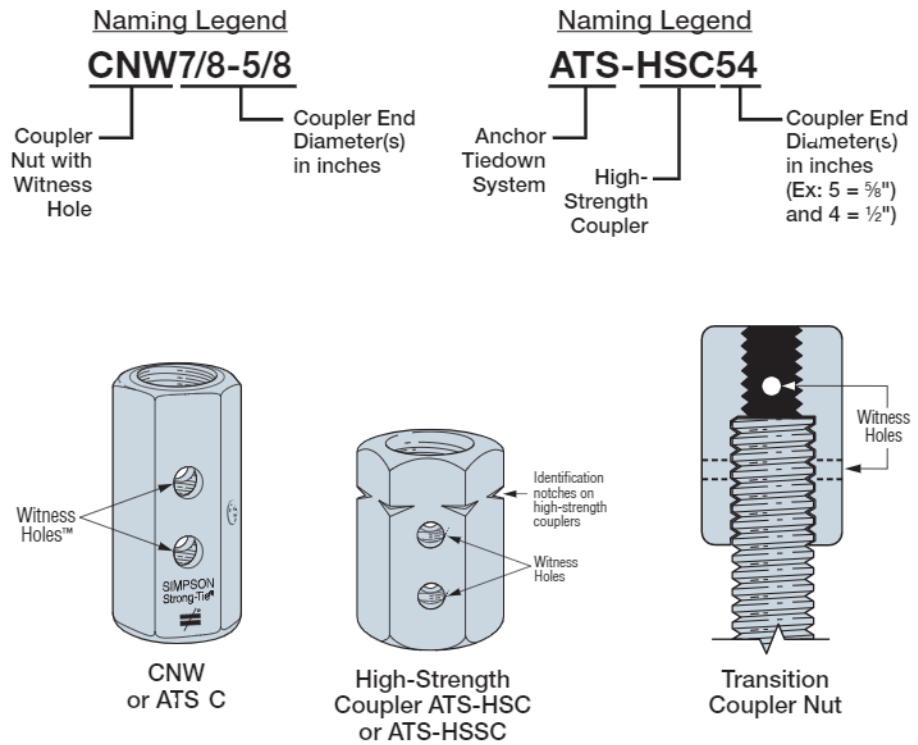 Naming Legend
CNW7/8-5/8
Coupler
Nut with
Witness
Hole
Coupler End
Diameter(s)
in inches
Naming Legend
ATS-HSC54
Anchor
Tiedown
System
High-
Strength
Coupler
Coupler End
Diameter(s)
in inches
(Ex: 5 = ⅝")
and 4 = ½")
Witness
Holes™
SIMPSON
Strong-Tie®
CNW
or ATS C
Identification
notches on
high-strength
couplers
Witness
Holes
High-Strength
Coupler ATS-HSC
or ATS-HSSC
Witness
Holes
Transition
Coupler Nut